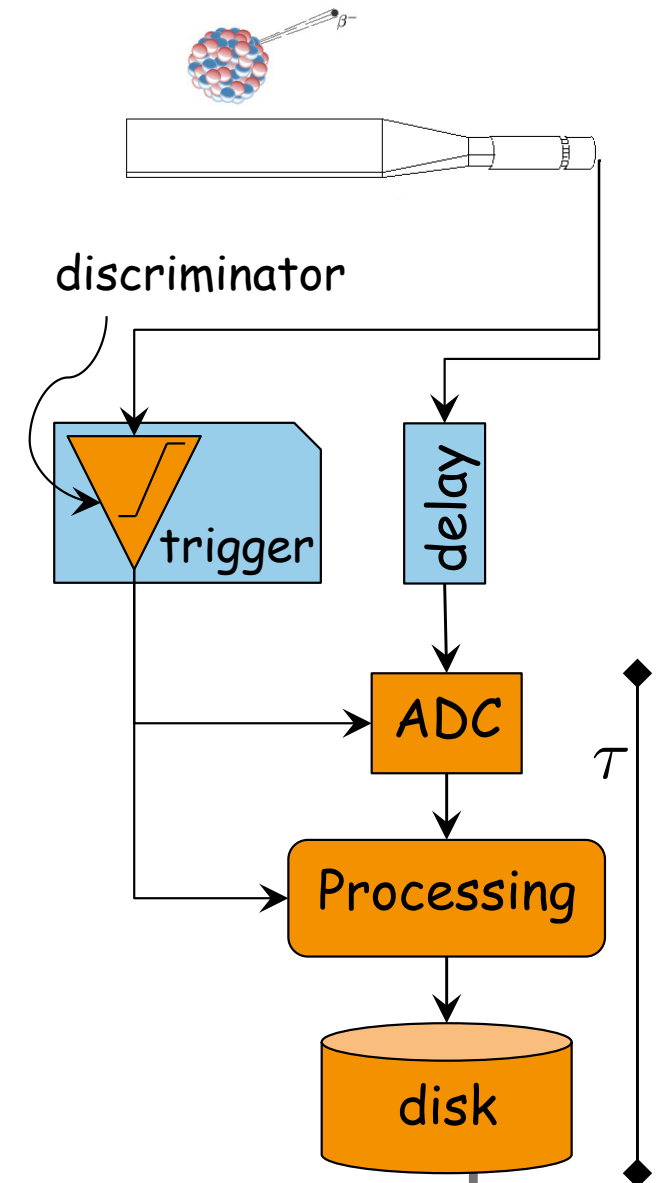 β⁻
discriminator
trigger
delay
ADC
τ
Processing
disk